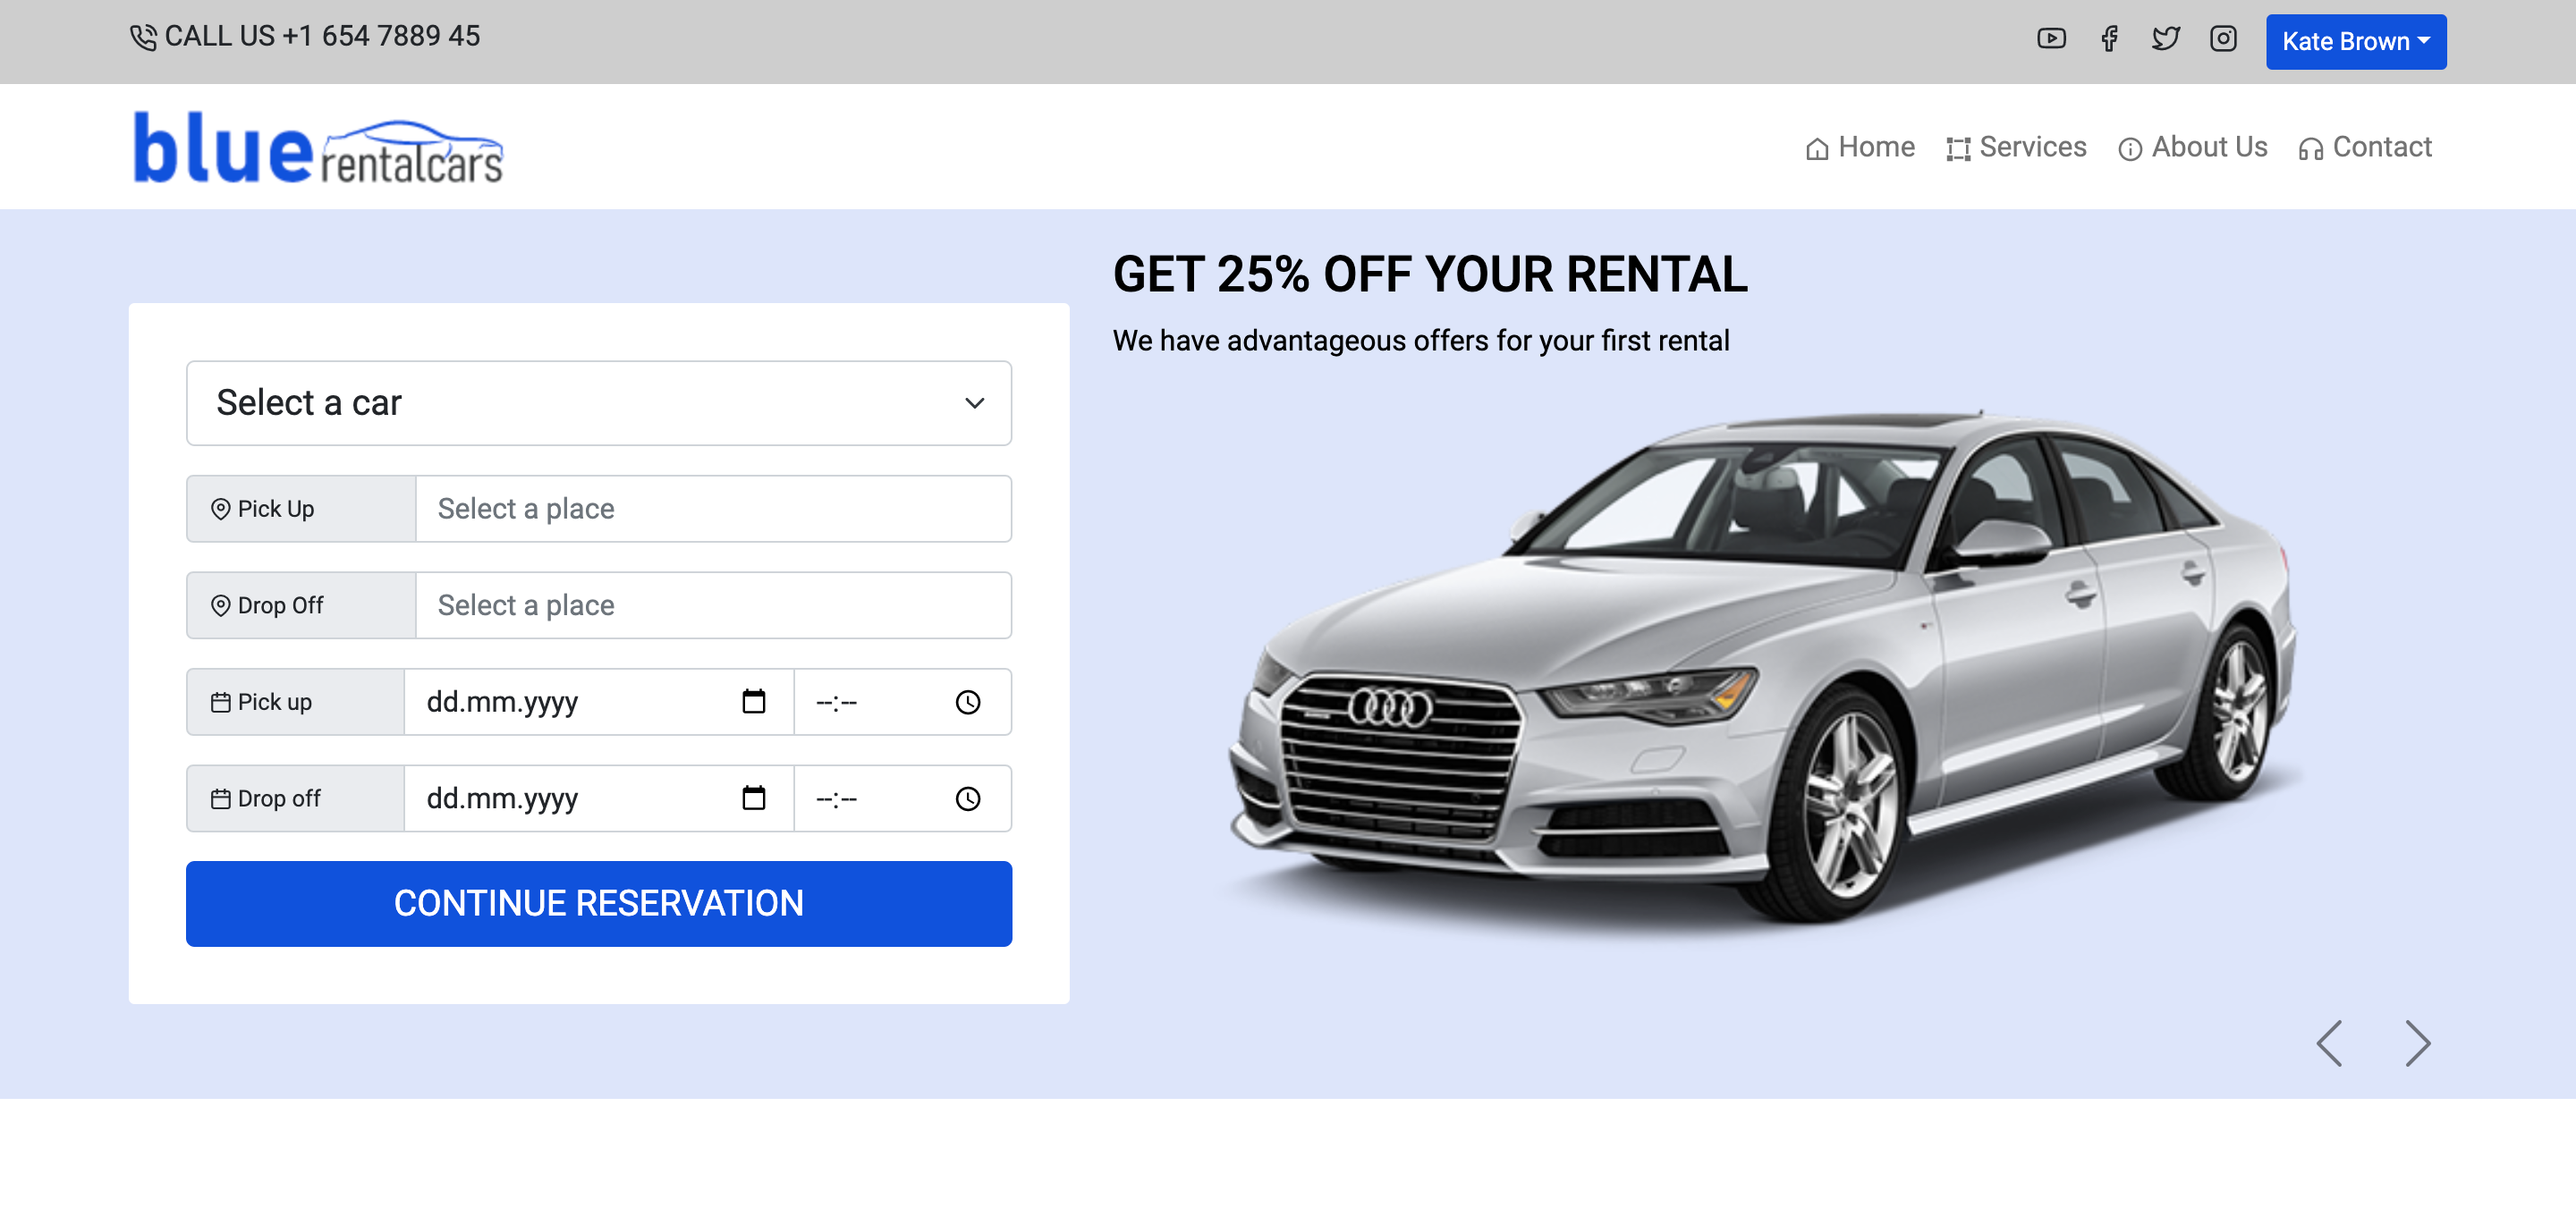 CALL US +1 654 7889 45
Kate Brown
blue rentalcars
Home Services About Us Contact
GET 25% OFF YOUR RENTAL
We have advantageous offers for your first rental
Select a car
Pick Up Select a place
Drop Off Select a place
Pick up dd.mm.yyyy --:--
Drop off dd.mm.yyyy --:--
CONTINUE RESERVATION